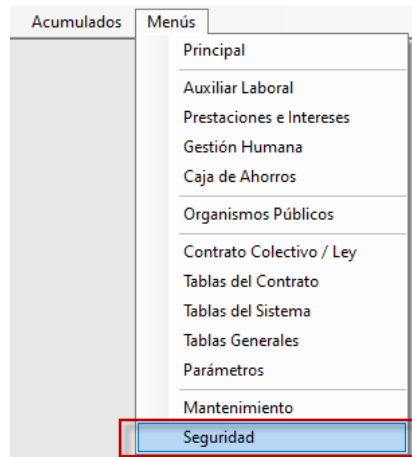 Acumulados Menús
Principal
Auxiliar Laboral
Prestaciones e Intereses
Gestión Humana
Caja de Ahorros
Organismos Públicos
Contrato Colectivo / Ley
Tablas del Contrato
Tablas del Sistema
Tablas Generales
Parámetros
Mantenimiento
Seguridad